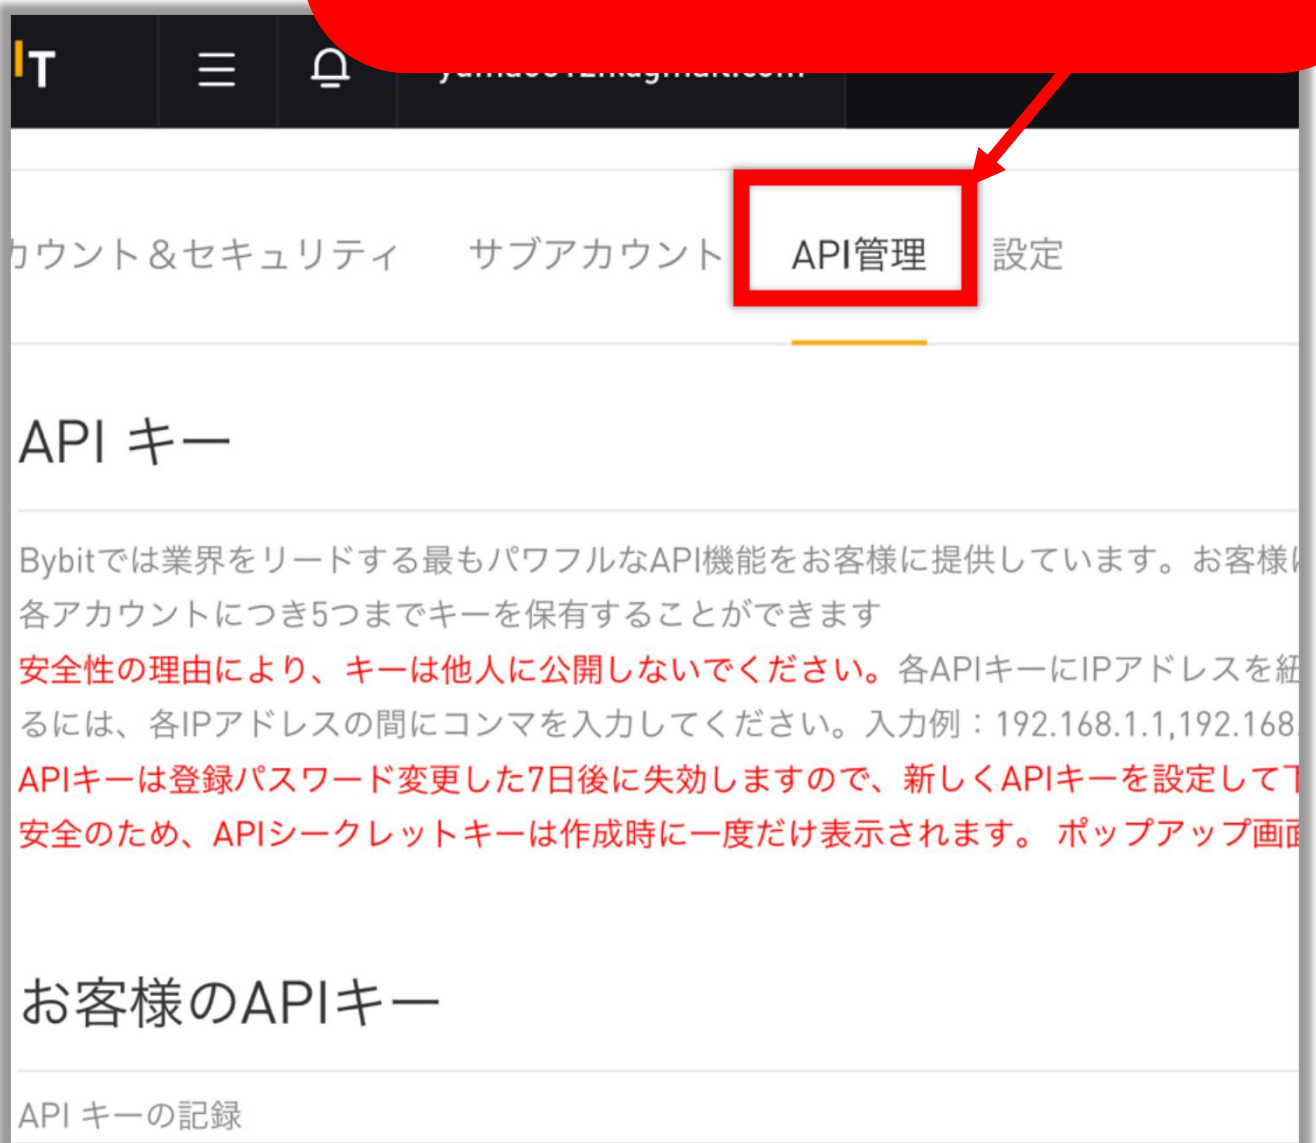 IT
カウント&セキュリティ サブアカウント API管理 設定
API キー
Bybitでは業界をリードする最もパワフルなAPI機能をお客様に提供しています。お客様は
各アカウントにつき5つまでキーを保有することができます
安全性の理由により、キーは他人に公開しないでください。各APIキーにIPアドレスを紐
るには、各IPアドレスの間にコンマを入力してください。入力例：192.168.1.1,192.168.
APIキーは登録パスワード変更した7日後に失効しますので、新しくAPIキーを設定して下
安全のため、APIシークレットキーは作成時に一度だけ表示されます。 ポップアップ画面
お客様のAPIキー
API キーの記録